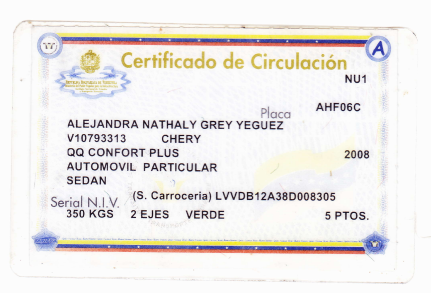 Certificado de Circulación
NU1
Placa AHF06C
ALEJANDRA NATHALY GREY YEGUEZ
V10793313 CHERY
QQ CONFORT PLUS 2008
AUTOMOVIL PARTICULAR
SEDAN
(S. Carroceria) LVVDB12A38D008305
Serial N.I.V.
350 KGS 2 EJES VERDE 5 PTOS.
A